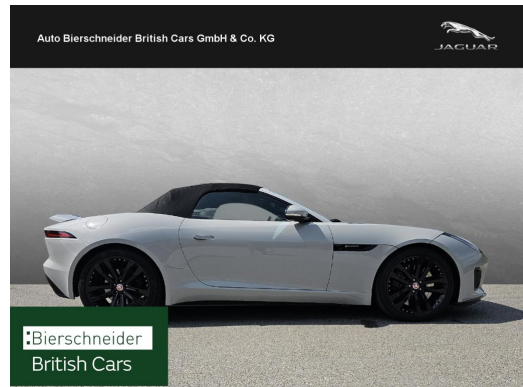 Auto Bierschneider British Cars GmbH & Co. KG
JAGUAR
:Bierschneider
British Cars